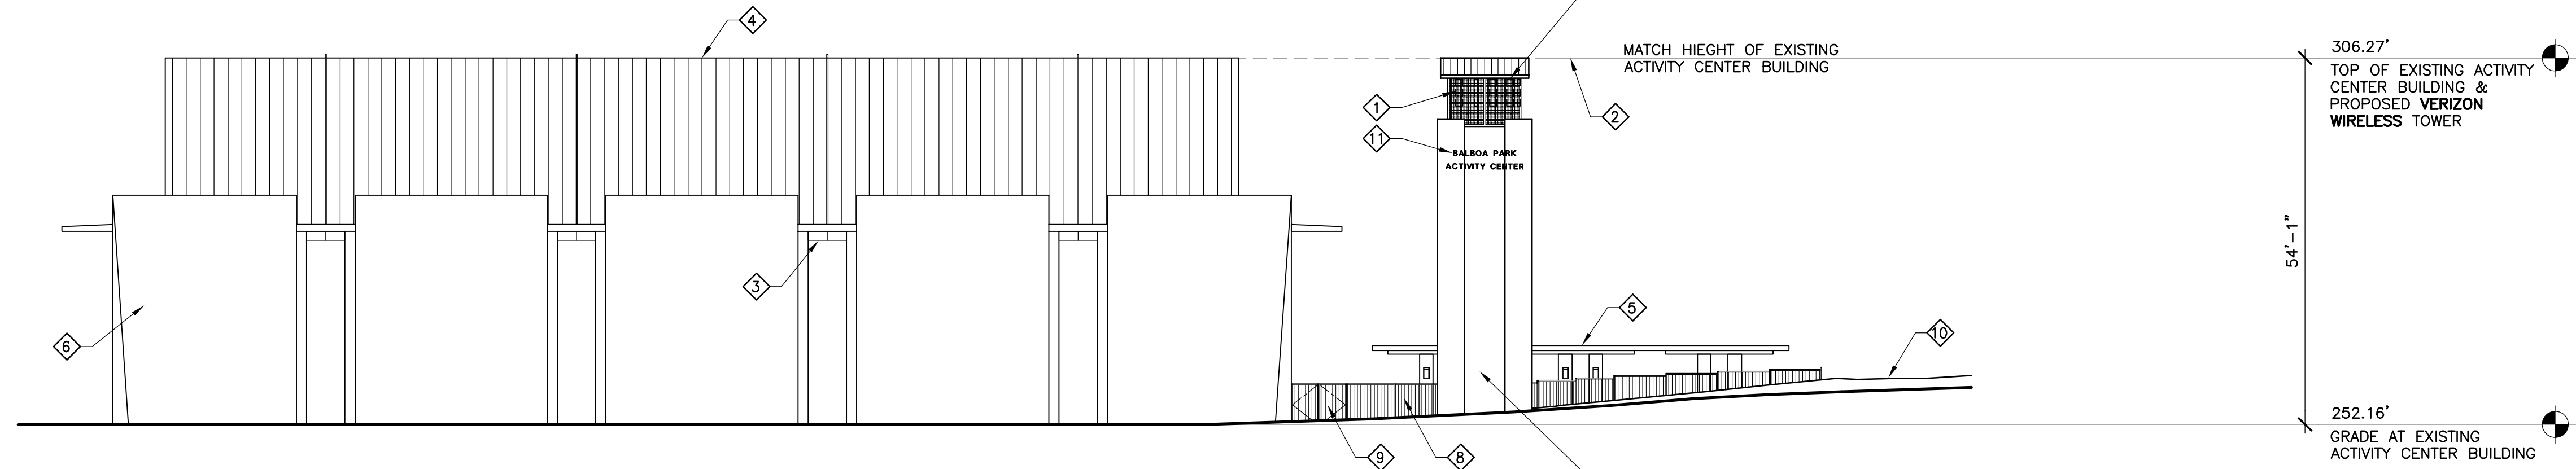 4
MATCH HIEGHT OF EXISTING
ACTIVITY CENTER BUILDING
306.27'
TOP OF EXISTING ACTIVITY
CENTER BUILDING &
PROPOSED VERIZON
WIRELESS TOWER
1
2
11
BALBOA PARK
ACTIVITY CENTER
54'-1"
3
5
6
10
252.16'
GRADE AT EXISTING
ACTIVITY CENTER BUILDING
9
8